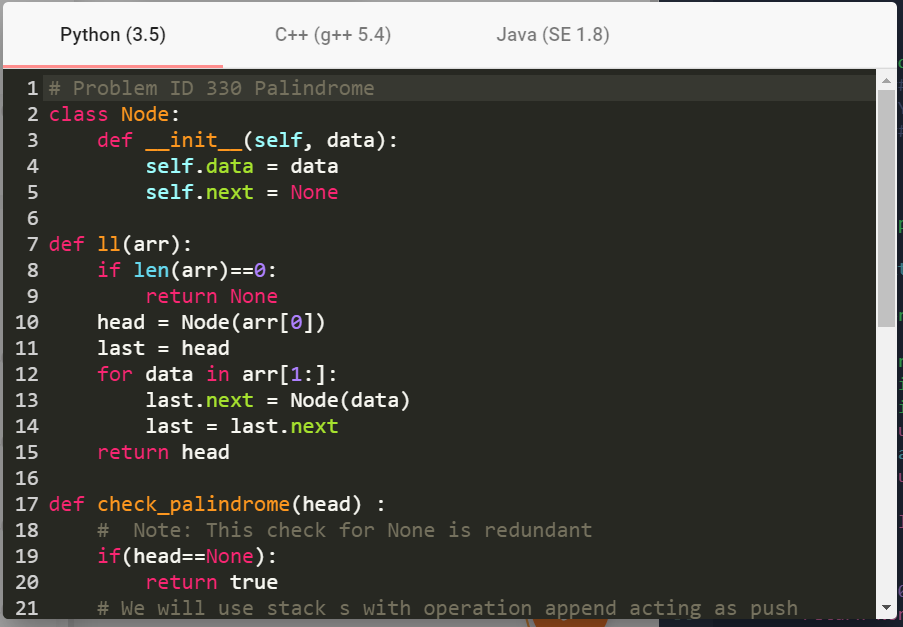 Python (3.5) C++ (g++ 5.4) Java (SE 1.8)
1 # Problem ID 330 Palindrome
2 class Node:
3     def __init__(self, data):
4         self.data = data
5         self.next = None
6
7 def ll(arr):
8     if len(arr)==0:
9         return None
10     head = Node(arr[0])
11     last = head
12     for data in arr[1:]:
13         last.next = Node(data)
14         last = last.next
15     return head
16
17 def check_palindrome(head) :
18     #  Note: This check for None is redundant
19     if(head==None):
20         return true
21     # We will use stack s with operation append acting as push